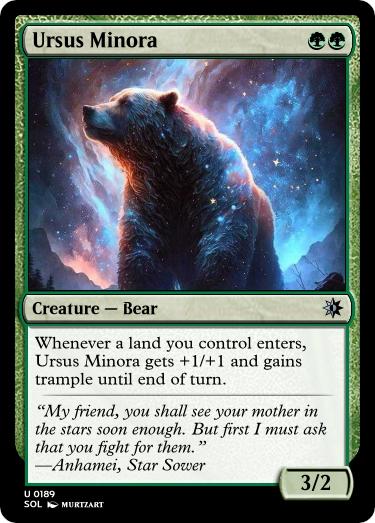 Ursus Minora
Creature — Bear
Whenever a land you control enters,
Ursus Minora gets +1/+1 and gains
trample until end of turn.
“My friend, you shall see your mother in
the stars soon enough. But first I must ask
that you fight for them.”
—Anhamei, Star Sower
3/2
U 0189
SOL MURTZART